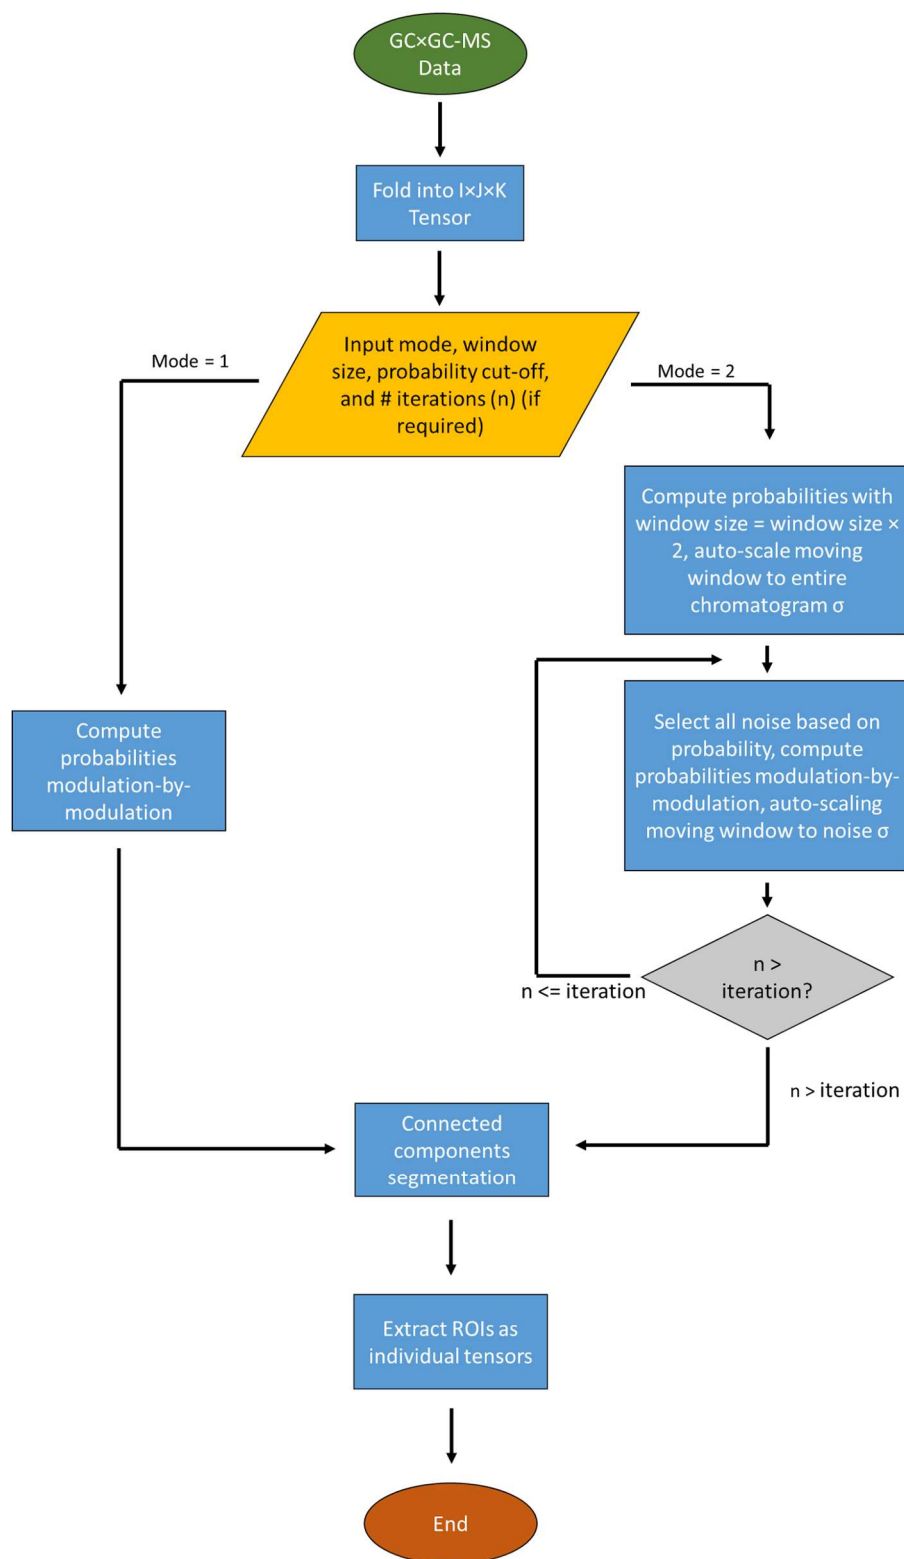 GC×GC-MS
Data
Fold into I×J×K
Tensor
Input mode, window
size, probability cut-off,
and # iterations (n) (if
required)
Mode = 1
Mode = 2
Compute probabilities with
window size = window size ×
2, auto-scale moving
window to entire
chromatogram σ
Compute
probabilities
modulation-by-
modulation
Select all noise based on
probability, compute
probabilities modulation-by-
modulation, auto-scaling
moving window to noise σ
n >
iteration?
n <= iteration
n > iteration
Connected
components
segmentation
Extract ROIs as
individual tensors
End